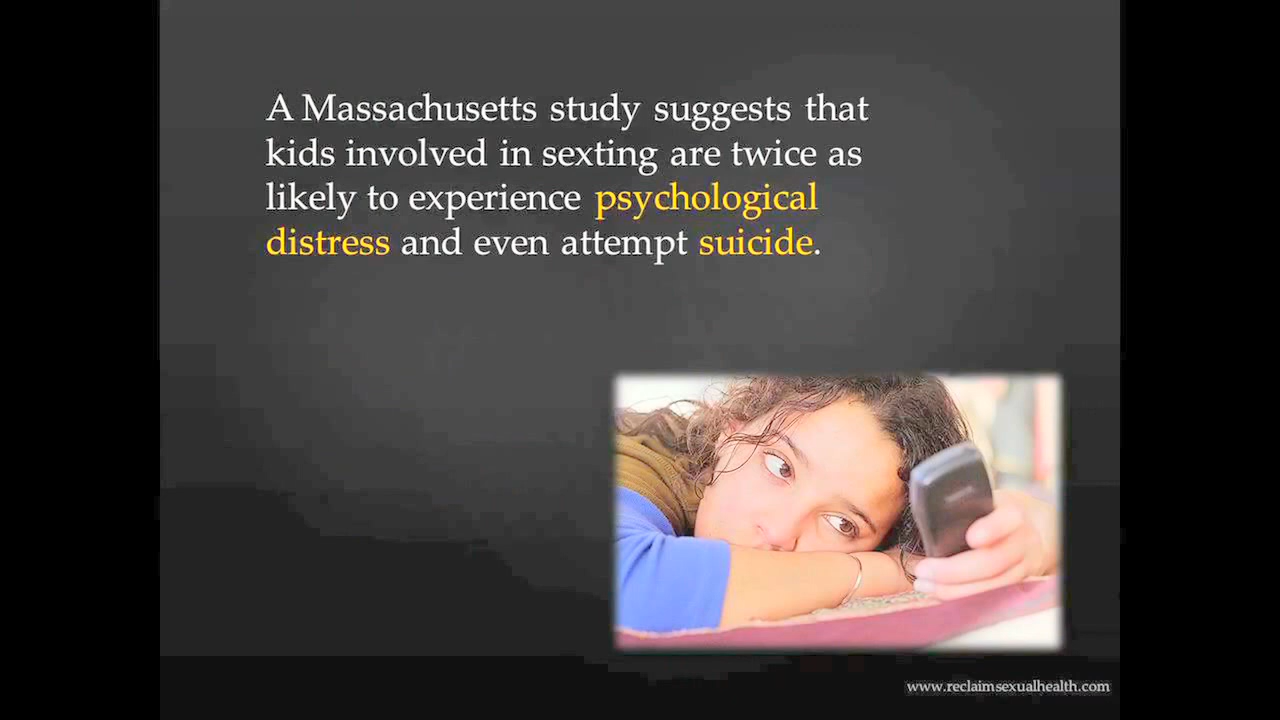 A Massachusetts study suggests that
kids involved in sexting are twice as
likely to experience psychological
distress and even attempt suicide.
www.reclaimsexualhealth.com